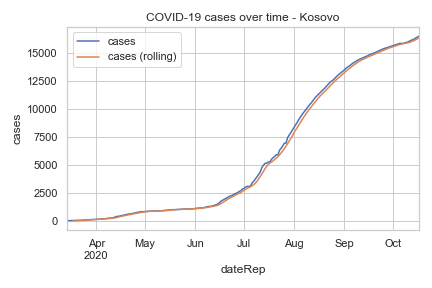 COVID-19 cases over time - Kosovo
cases
cases (rolling)
15000
12500
10000
7500
5000
2500
0
cases
Apr May Jun Jul Aug Sep Oct
2020
dateRep